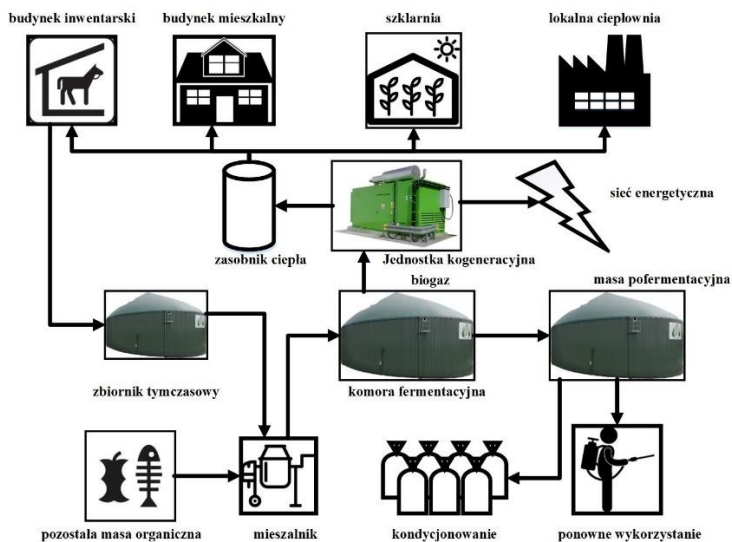 budynek inwentarski
budynek mieszkalny
szklarnia
lokalna ciepłownia
sieć energetyczna
zasobnik ciepła
Jednostka kogeneracyjna
biogaz
masa pofermentacyjna
zbiornik tymczasowy
komora fermentacyjna
pozostała masa organiczna
mieszalnik
kondycjonowanie
ponowne wykorzystanie